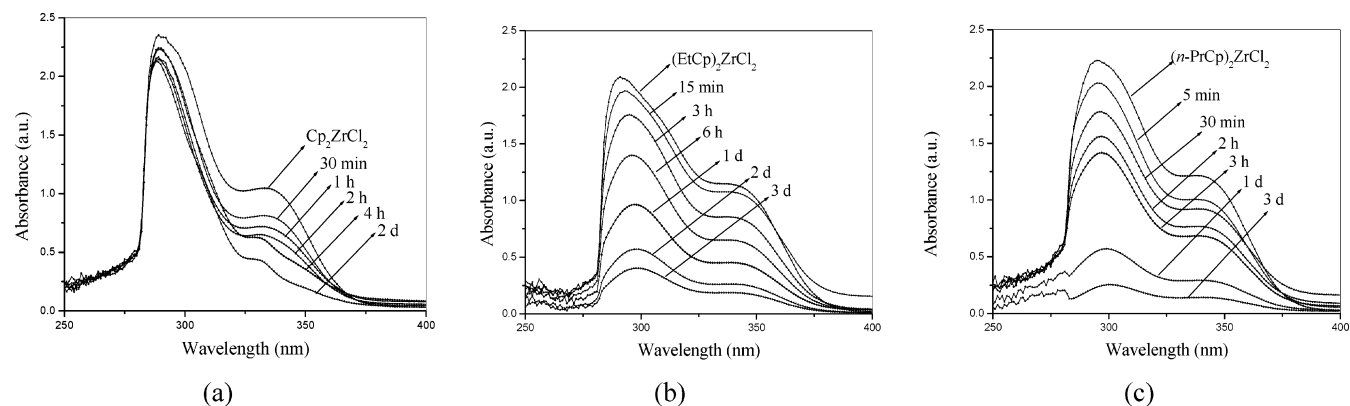 2.5
2.0
1.5
1.0
0.5
0.0
Absorbance (a.u.)
Cp2ZrCl2
30 min
1 h
2 h
4 h
2 d
250
300
350
400
Wavelength (nm)
(a)
2.5
2.0
1.5
1.0
0.5
0.0
Absorbance (a.u.)
(EtCp)2ZrCl2
15 min
3 h
6 h
1 d
2 d
3 d
250
300
350
400
Wavelength (nm)
(b)
2.5
2.0
1.5
1.0
0.5
0.0
Absorbance (a.u.)
(n-PrCp)2ZrCl2
5 min
30 min
2 h
3 h
1 d
3 d
250
300
350
400
Wavelength (nm)
(c)